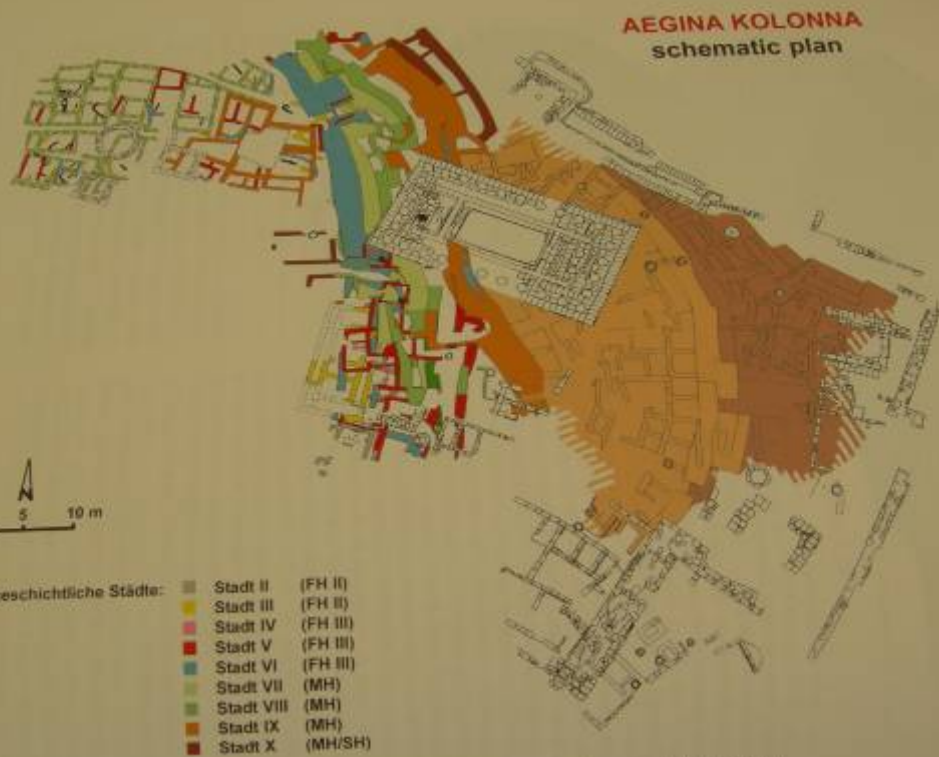 AEGINA KOLONNA
schematic plan
5 10 m
eschichtliche Städte:
Stadt II (FH II)
Stadt III (FH II)
Stadt IV (FH III)
Stadt V (FH III)
Stadt VI (FH III)
Stadt VII (MH)
Stadt VIII (MH)
Stadt IX (MH)
Stadt X (MH/SH)